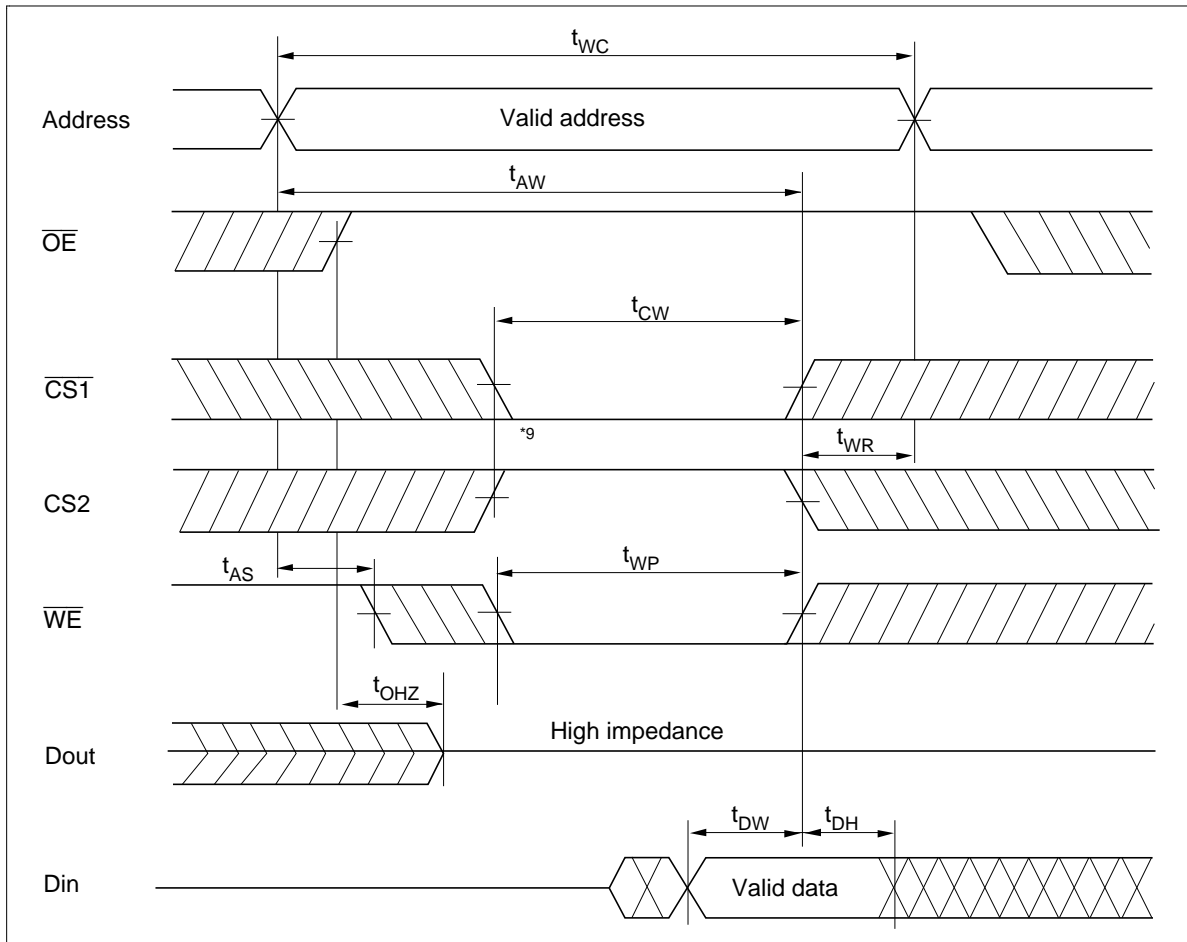 tWC
Address
Valid address
tAW
OE
tCW
CS1
*9
tWR
CS2
tAS
tWP
WE
tOHZ
High impedance
Dout
tDW
tDH
Din
Valid data